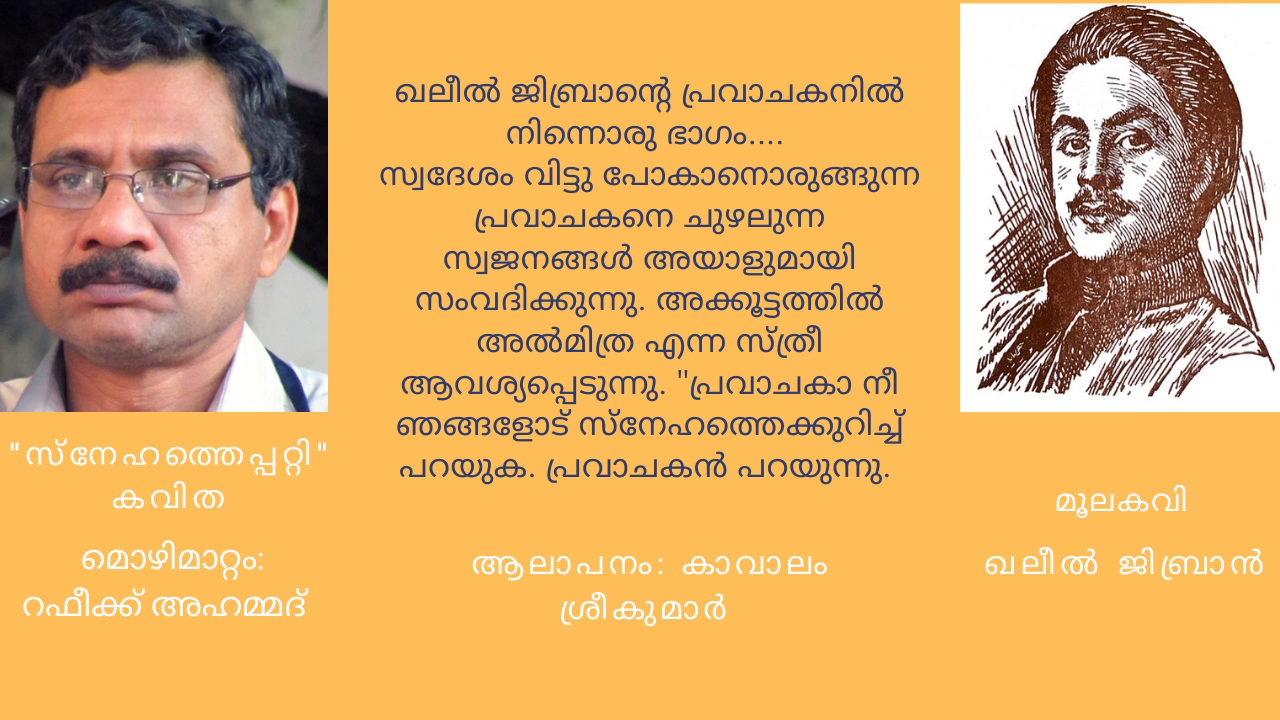 ഖലീൽ ജിബ്രാന്റെ പ്രവാചകനിൽ
നിന്നൊരു ഭാഗം....
സ്വദേശം വിട്ടു പോകാനൊരുങ്ങുന്ന
പ്രവാചകനെ ചുഴലുന്ന
സ്വജനങ്ങൾ അയാളുമായി
സംവദിക്കുന്നു. അക്കൂട്ടത്തിൽ
അൽമിത്ര എന്ന സ്ത്രീ
ആവശ്യപ്പെടുന്നു. "പ്രവാചകാ നീ
ഞങ്ങളോട് സ്നേഹത്തെക്കുറിച്ച്
പറയുക. പ്രവാചകൻ പറയുന്നു.
"സ്നേഹത്തെപ്പറ്റി"
കവിത
മൊഴിമാറ്റം:
റഫീക്ക് അഹമ്മദ്
ആലാപനം: കാവാലം
ശ്രീകുമാർ
മൂലകവി
ഖലീൽ ജിബ്രാൻ